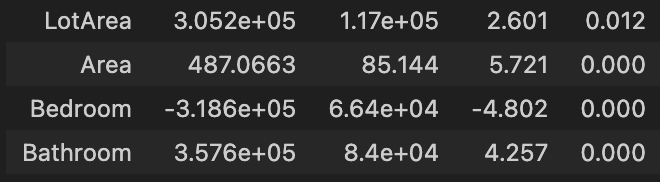 LotArea 3.052e+05 1.17e+05 2.601 0.012
Area 487.0663 85.144 5.721 0.000
Bedroom -3.186e+05 6.64e+04 -4.802 0.000
Bathroom 3.576e+05 8.4e+04 4.257 0.000